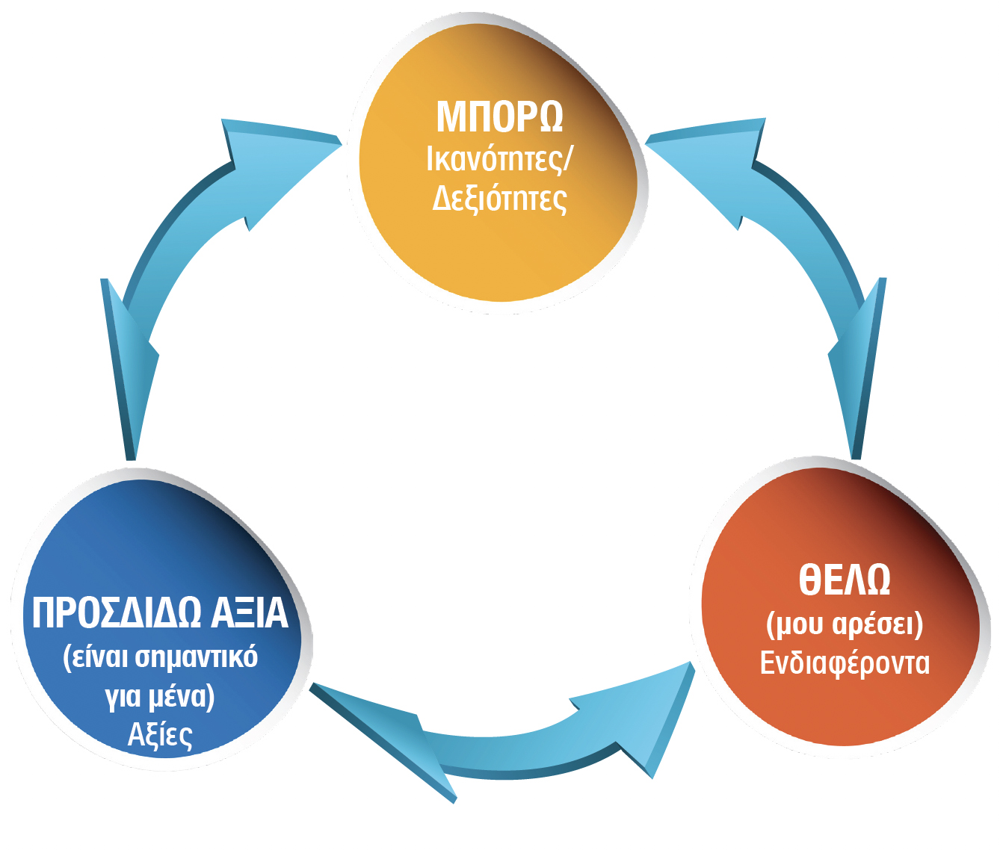 ΜΠΟΡΩ
Ικανότητες/
Δεξιότητες
ΠΡΟΣΔΙΔΩ ΑΞΙΑ
(είναι σημαντικό
για μένα)
Αξίες
ΘΕΛΩ
(μου αρέσει)
Ενδιαφέροντα